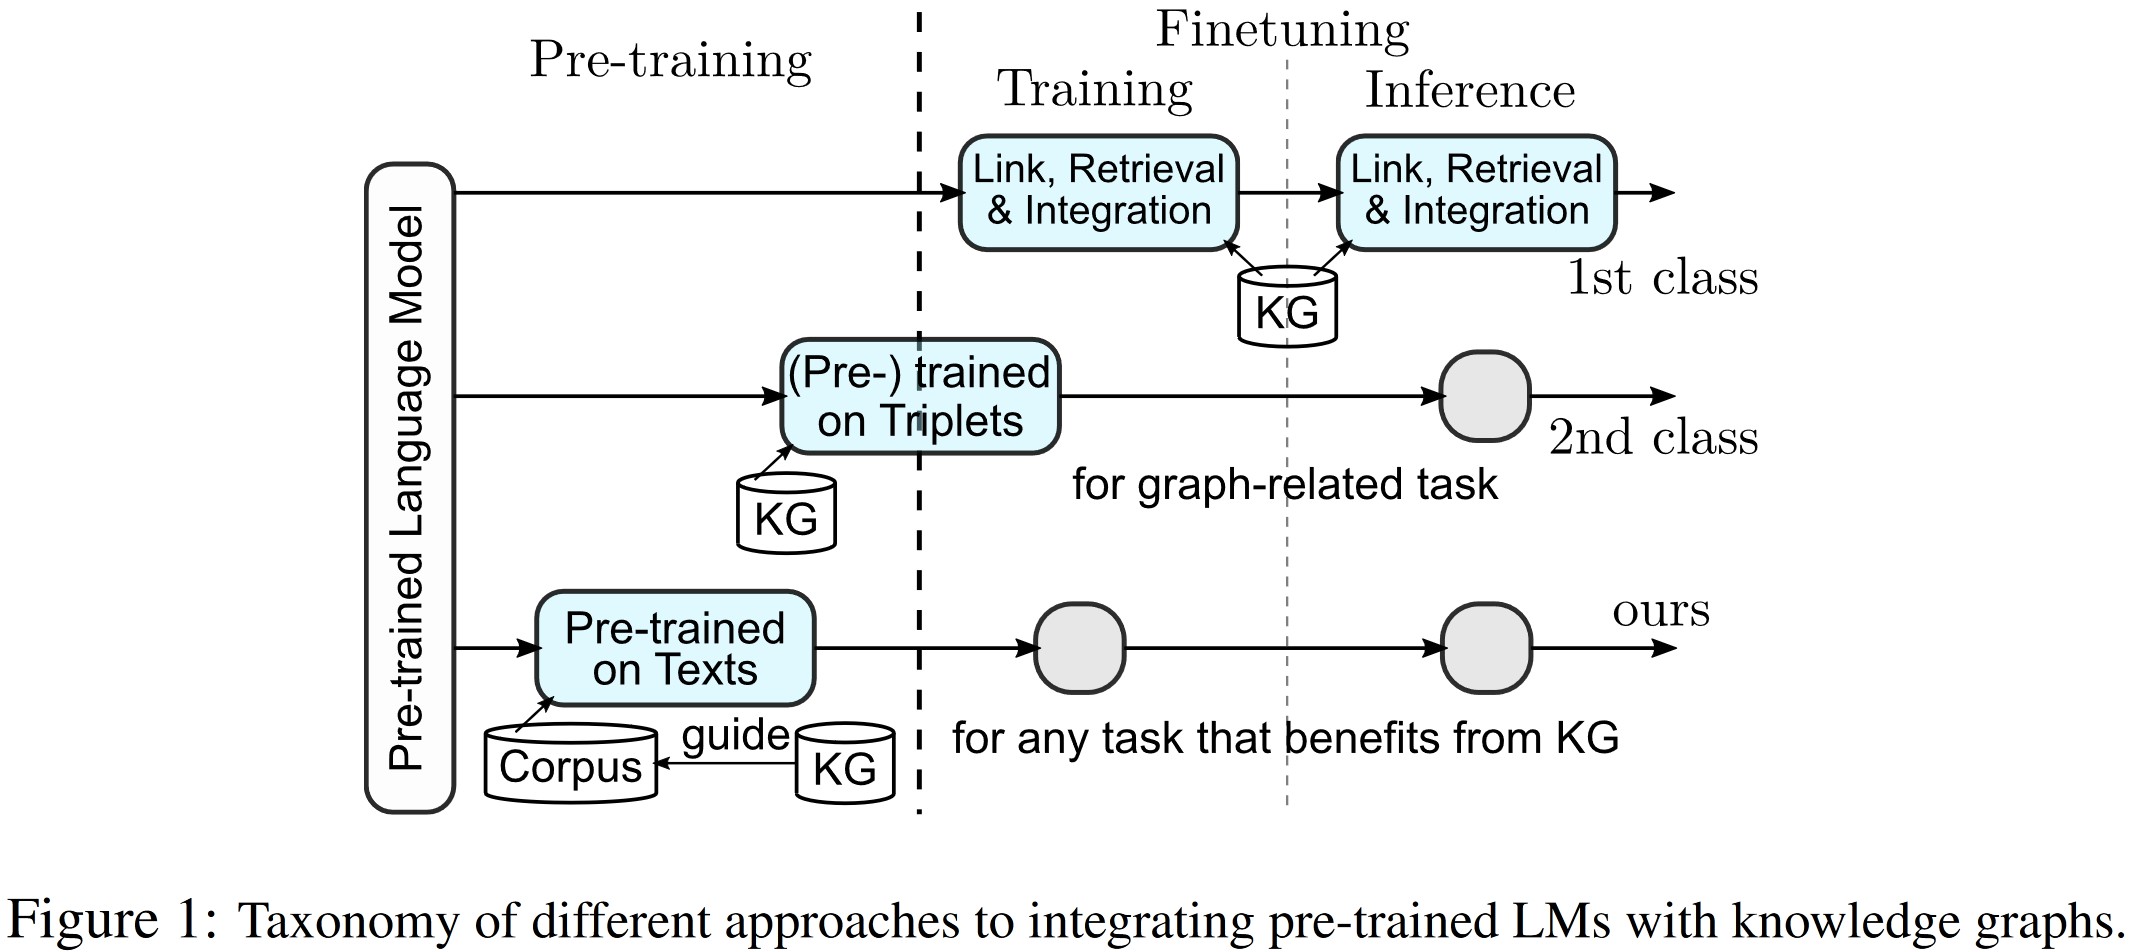 Pre-training
Finetuning
Training
Inference
Pre-trained Language Model
Link, Retrieval
& Integration
Link, Retrieval
& Integration
KG
1st class
(Pre-) trained
on Triplets
KG
2nd class
for graph-related task
Pre-trained
on Texts
Corpus
guide
KG
ours
for any task that benefits from KG
Figure 1: Taxonomy of different approaches to integrating pre-trained LMs with knowledge graphs.